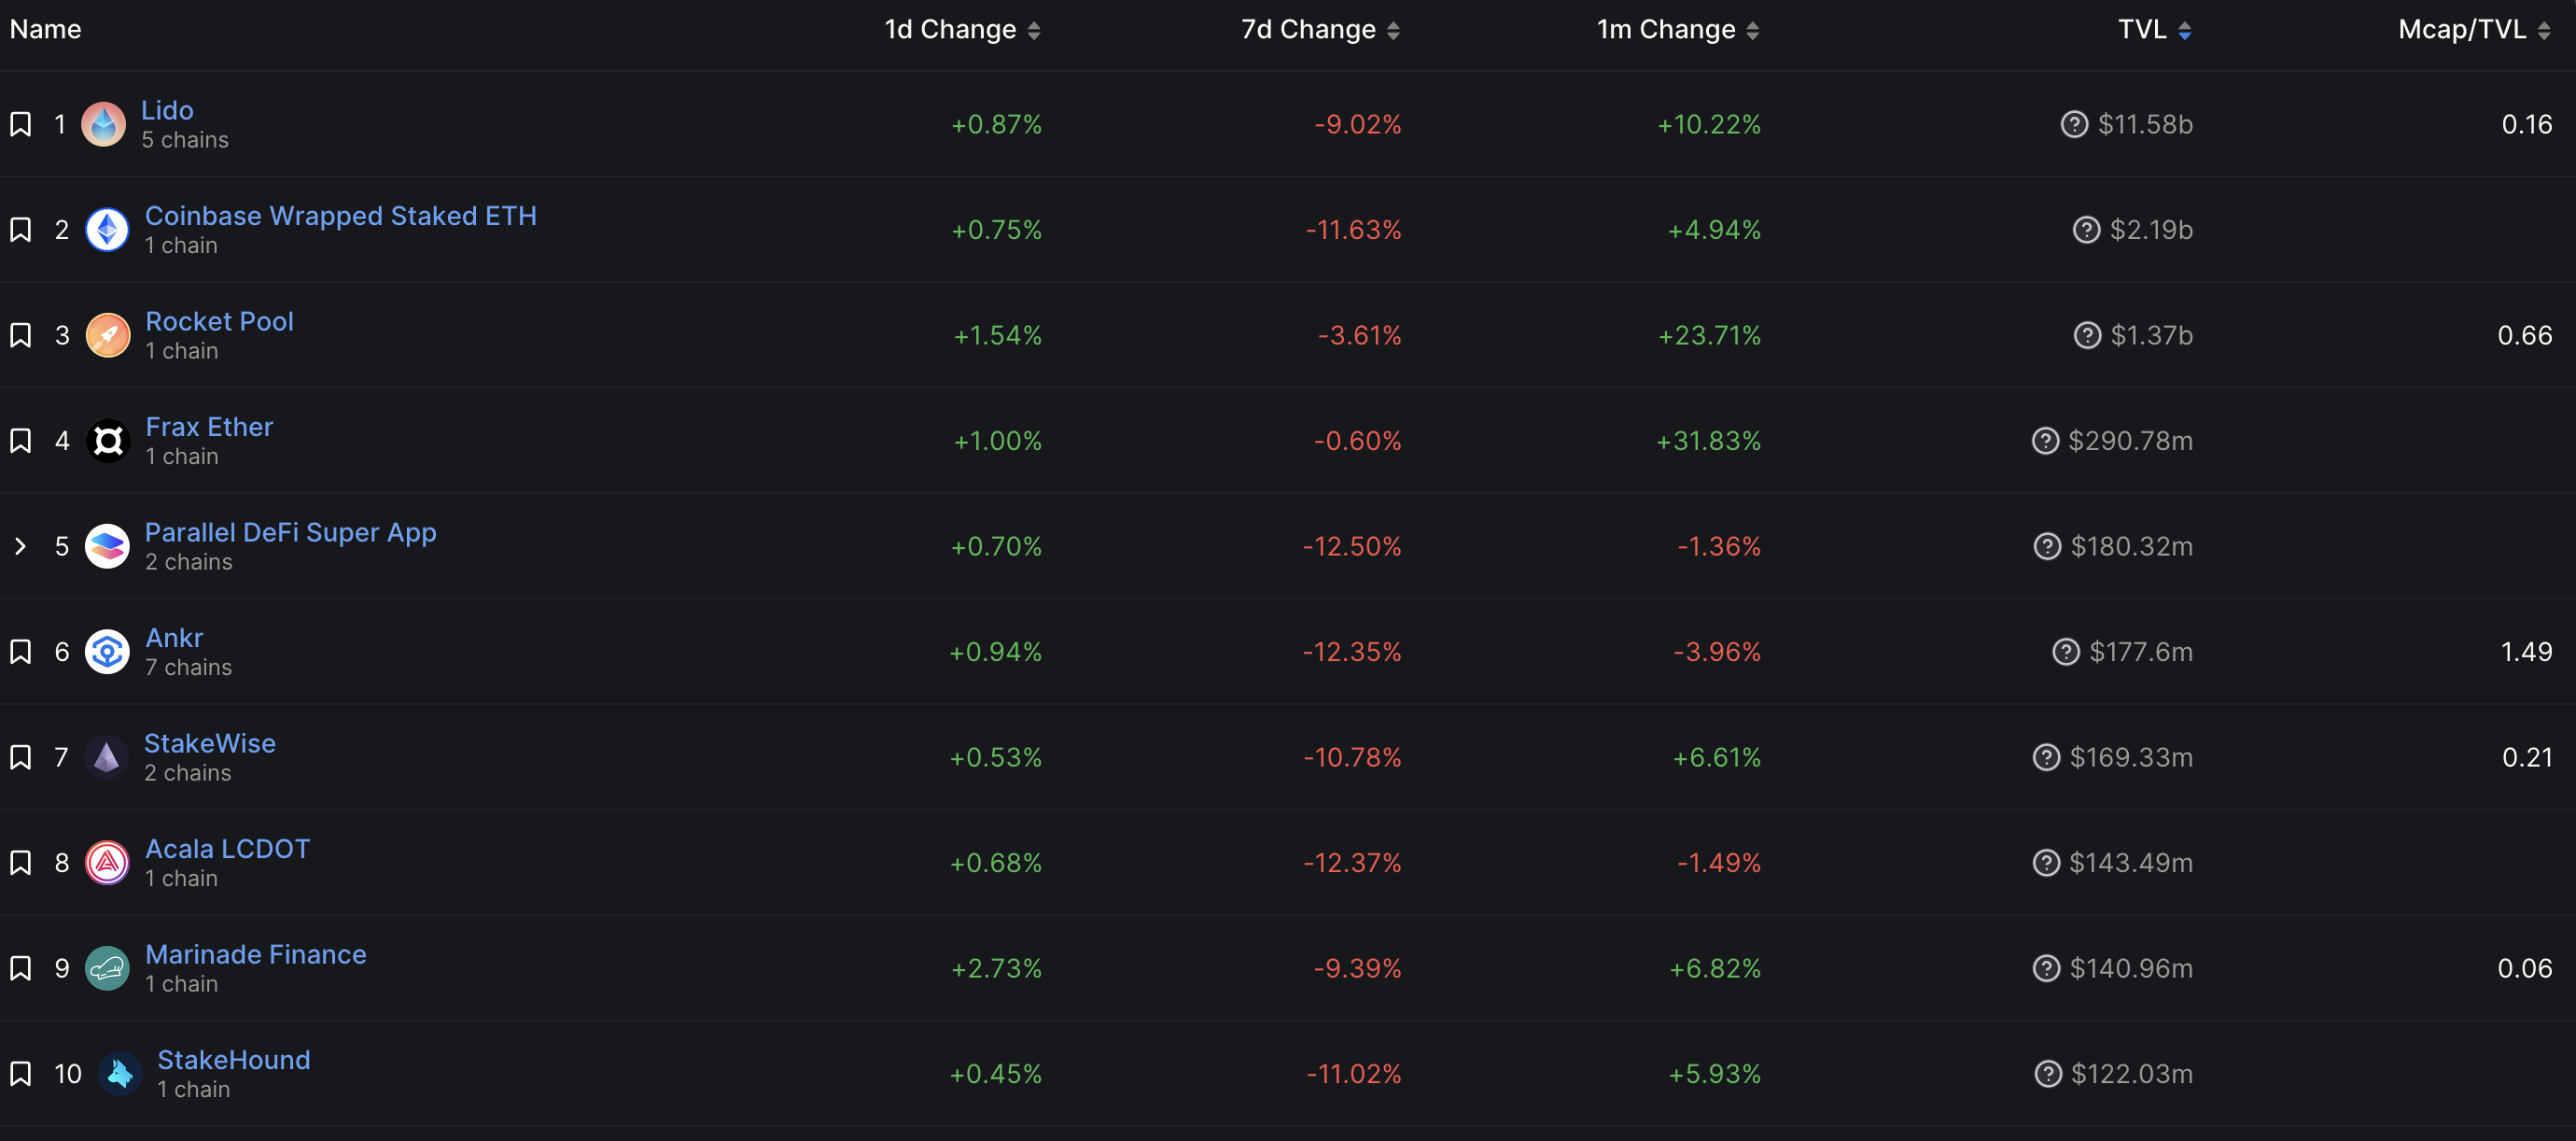 Name 1d Change 7d Change 1m Change TVL Mcap/TVL
1 Lido +0.87% -9.02% +10.22% ? $11.58b 0.16
5 chains
2 Coinbase Wrapped Staked ETH +0.75% -11.63% +4.94% ? $2.19b
1 chain
3 Rocket Pool +1.54% -3.61% +23.71% ? $1.37b 0.66
1 chain
4 Frax Ether +1.00% -0.60% +31.83% ? $290.78m
1 chain
5 Parallel DeFi Super App +0.70% -12.50% -1.36% ? $180.32m
2 chains
6 Ankr +0.94% -12.35% -3.96% ? $177.6m 1.49
7 chains
7 StakeWise +0.53% -10.78% +6.61% ? $169.33m 0.21
2 chains
8 Acala LCDOT +0.68% -12.37% -1.49% ? $143.49m
1 chain
9 Marinade Finance +2.73% -9.39% +6.82% ? $140.96m 0.06
1 chain
10 StakeHound +0.45% -11.02% +5.93% ? $122.03m
1 chain